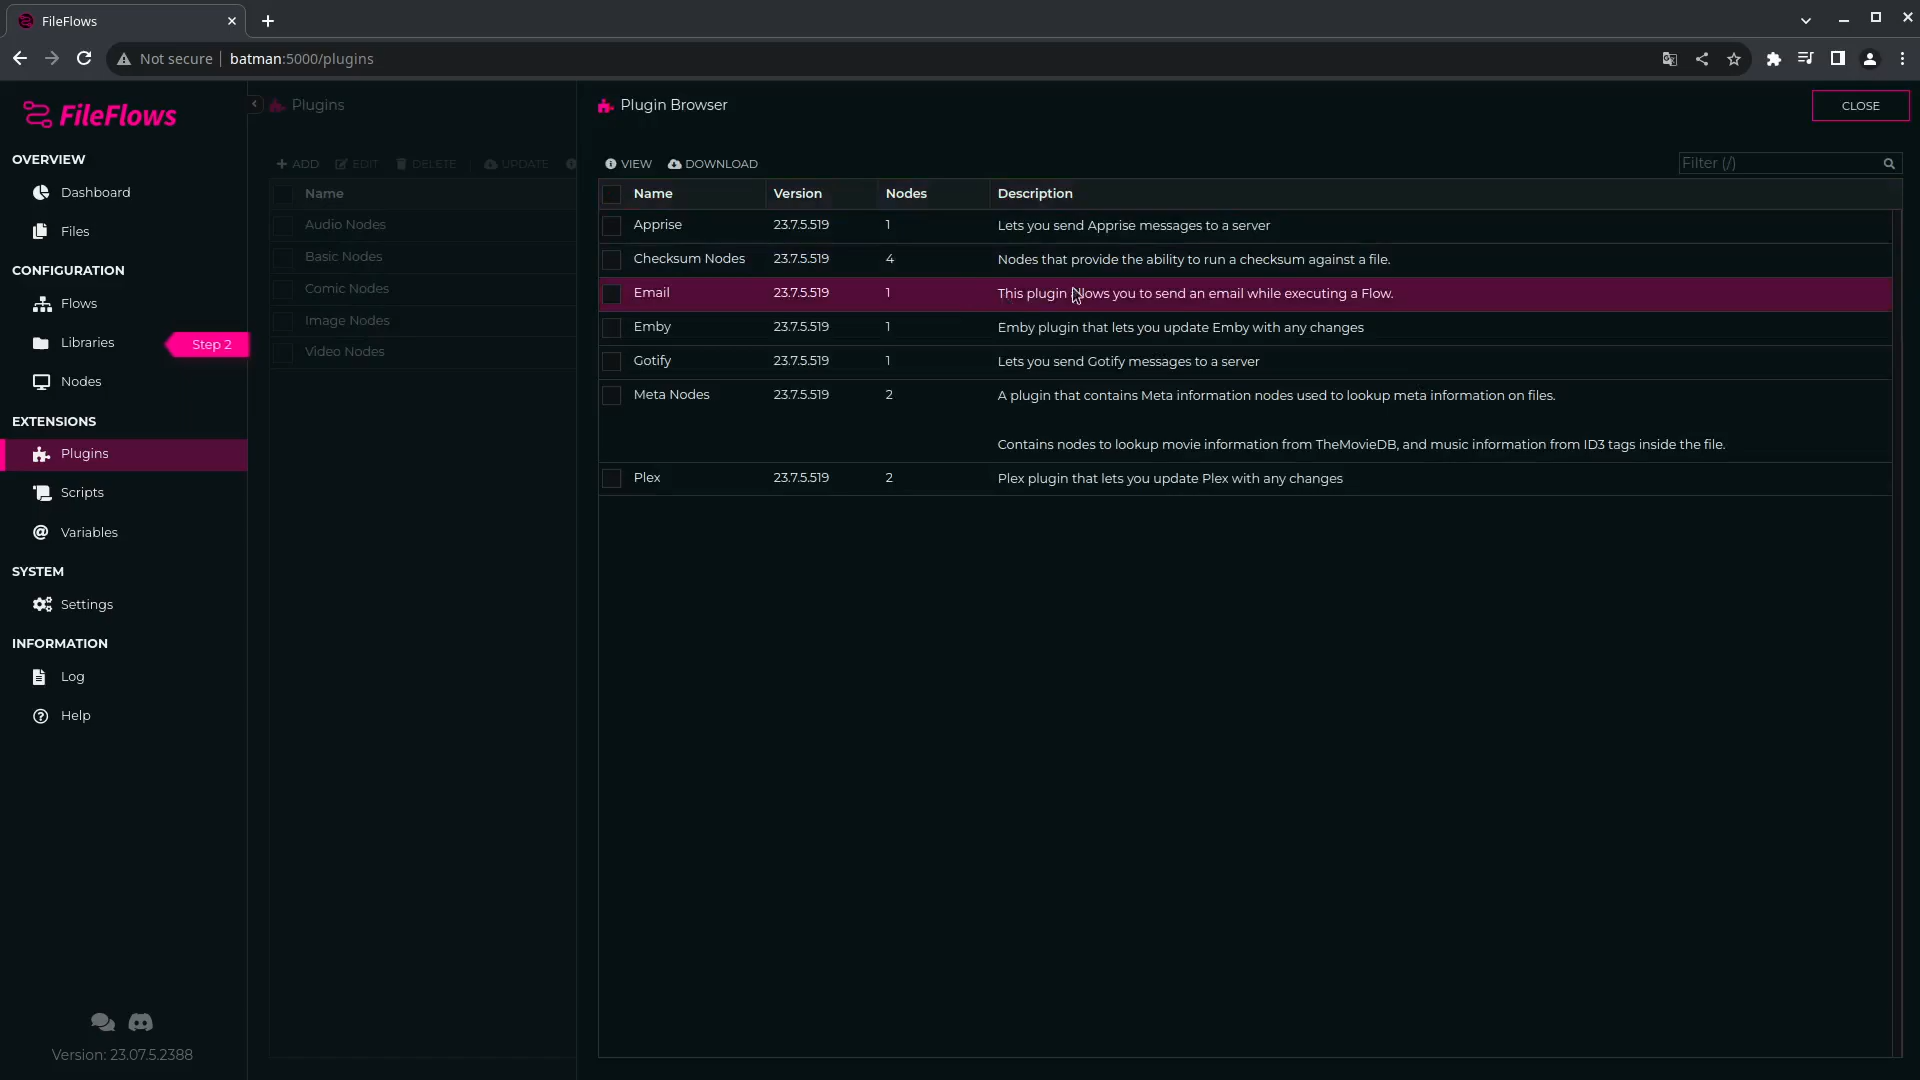 FileFlows
Not secure
batman:5000/plugins
FileFlows
OVERVIEW
Dashboard
Files
CONFIGURATION
Flows
Libraries
Step 2
Nodes
EXTENSIONS
Plugins
Scripts
Variables
SYSTEM
Settings
INFORMATION
Log
Help
Version: 23.07.5.2388
Plugins
ADD EDIT DELETE UPDATE
Name
Audio Nodes
Basic Nodes
Comic Nodes
Image Nodes
Video Nodes
Plugin Browser
CLOSE
VIEW DOWNLOAD
Filter (/)
Name Version Nodes Description
Apprise 23.7.5.519 1 Lets you send Apprise messages to a server
Checksum Nodes 23.7.5.519 4 Nodes that provide the ability to run a checksum against a file.
Email 23.7.5.519 1 This plugin allows you to send an email while executing a Flow.
Emby 23.7.5.519 1 Emby plugin that lets you update Emby with any changes
Gotify 23.7.5.519 1 Lets you send Gotify messages to a server
Meta Nodes 23.7.5.519 2 A plugin that contains Meta information nodes used to lookup meta information on files.
Contains nodes to lookup movie information from TheMovieDB, and music information from ID3 tags inside the file.
Plex 23.7.5.519 2 Plex plugin that lets you update Plex with any changes